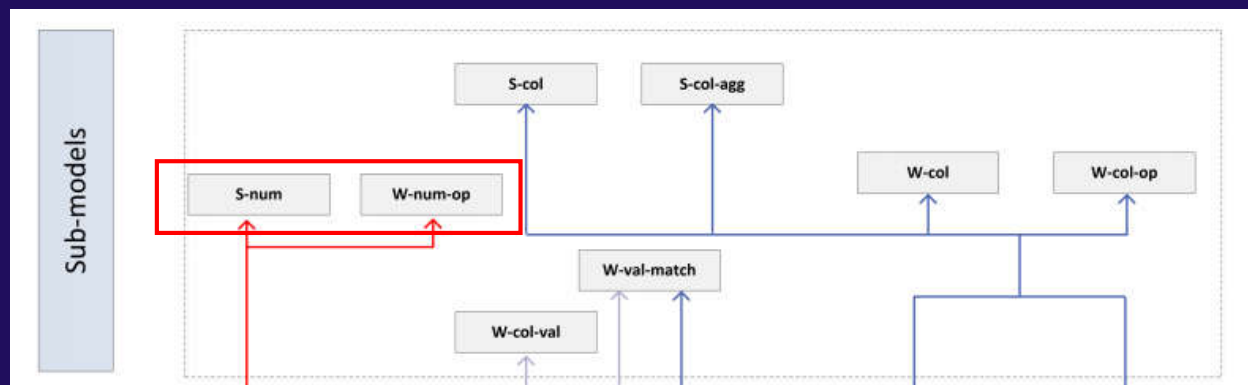 Sub-models
S-col
S-col-agg
W-col
W-col-op
S-num
W-num-op
W-val-match
W-col-val